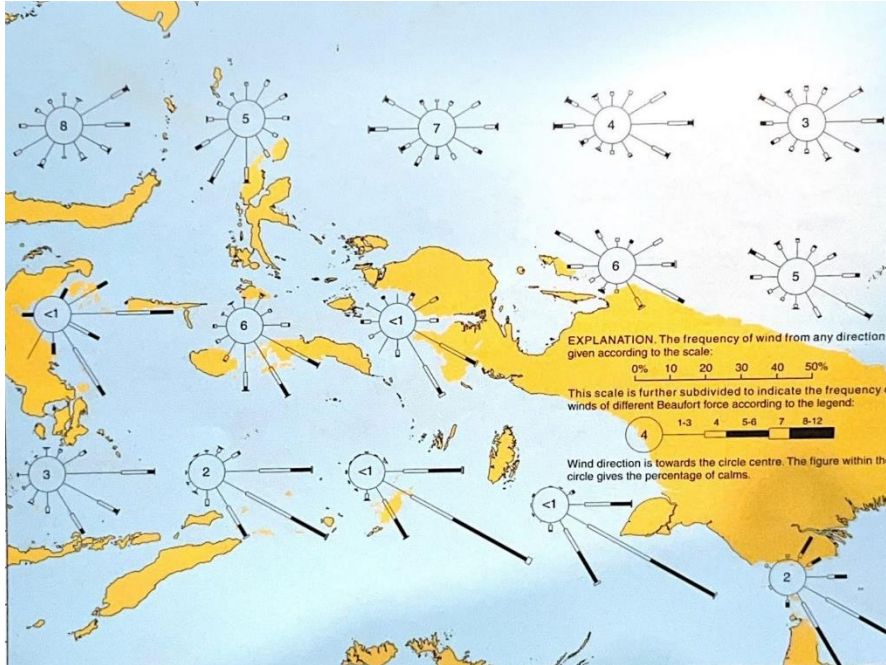 8
5
7
4
3
6
5
<1
6
<1
EXPLANATION. The frequency of wind from any direction
given according to the scale:
0% 10 20 30 40 50%
This scale is further subdivided to indicate the frequency
winds of different Beaufort force according to the legend:
1-3 4 5-6 7 8-12
4
Wind direction is towards the circle centre. The figure within
circle gives the percentage of calms.
3
2
<1
<1
2